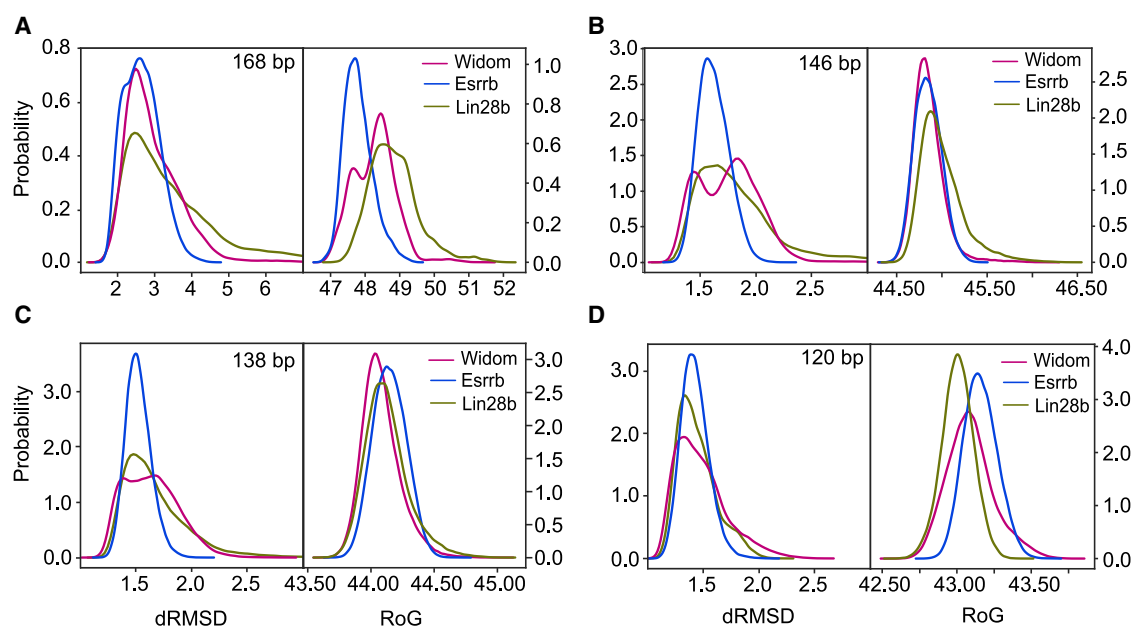 A
B
0.8
0.6
0.4
0.2
0.0
Probability
168 bp
2 3 4 5 6
Widom
Esrrb
Lin28b
1.0
0.8
0.6
0.4
0.2
0.0
47 48 49 50 51 52
3.0
2.5
2.0
1.5
1.0
0.5
0.0
146 bp
1.5 2.0 2.5
Widom
Esrrb
Lin28b
2.5
2.0
1.5
1.0
0.5
0.0
44.50 45.50 46.50
C
D
3.0
2.0
1.0
0.0
Probability
138 bp
1.5 2.0 2.5
dRMSD
Widom
Esrrb
Lin28b
3.0
2.5
2.0
1.5
1.0
0.5
0.0
43.50 44.00 44.50 45.00
RoG
3.0
2.0
1.0
0.0
120 bp
1.5 2.0 2.5
dRMSD
Widom
Esrrb
Lin28b
4.0
3.0
2.0
1.0
0.0
42.50 43.00 43.50
RoG